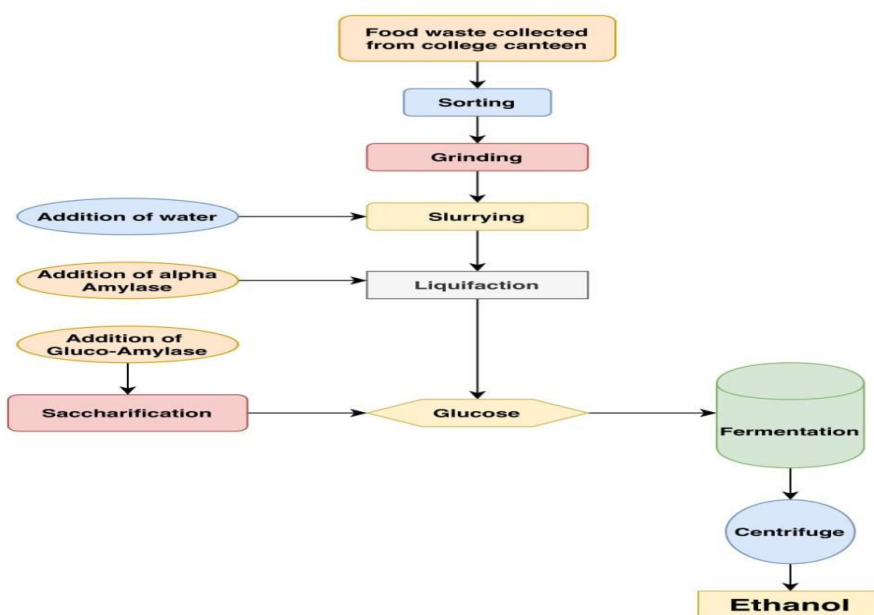 Food waste collected
from college canteen
Sorting
Grinding
Addition of water
Slurrying
Addition of alpha
Amylase
Liquifaction
Addition of
Gluco-Amylase
Saccharification
Glucose
Fermentation
Centrifuge
Ethanol